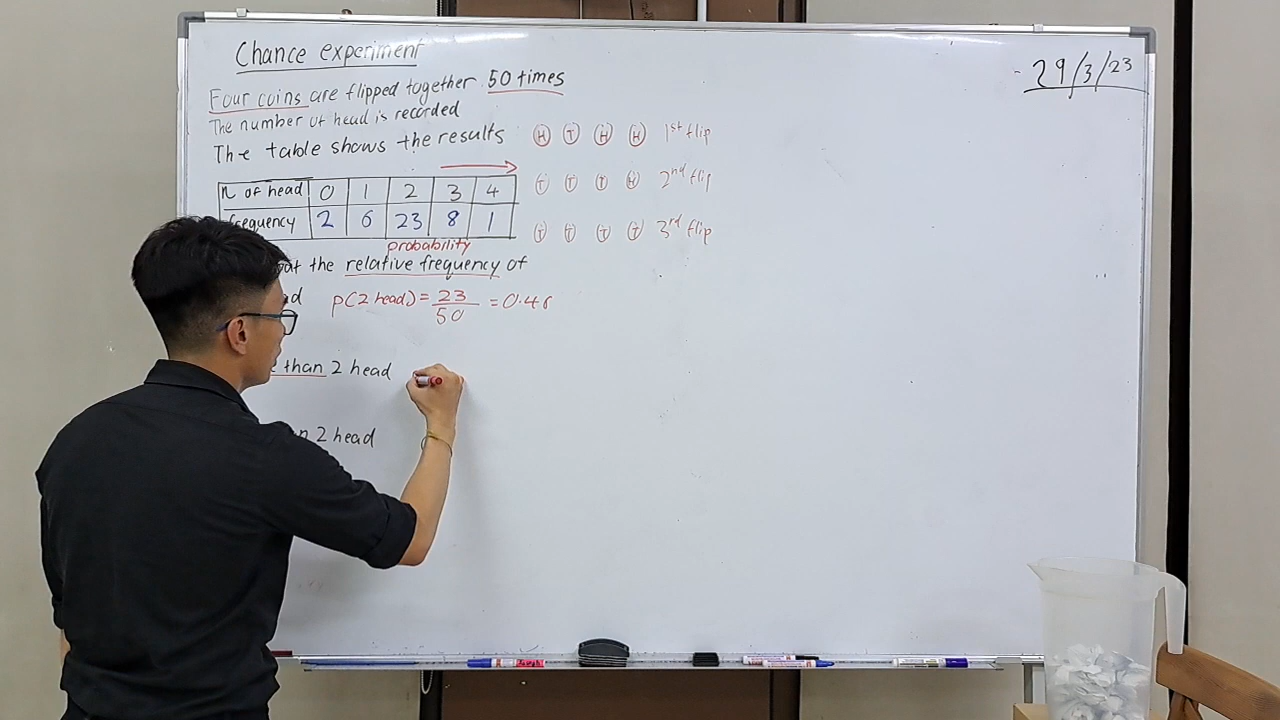 Chance experiment
29/3/23
Four coins are flipped together 50 times
The number of head is recorded
The table shows the results
H T H H 1st flip
T T T H 2nd flip
T T T T 3rd flip
n of head 0 1 2 3 4
frequency 2 6 23 8 1
probability
the relative frequency of
P(2 head) = 23/50 = 0.46
than 2 head
2 head